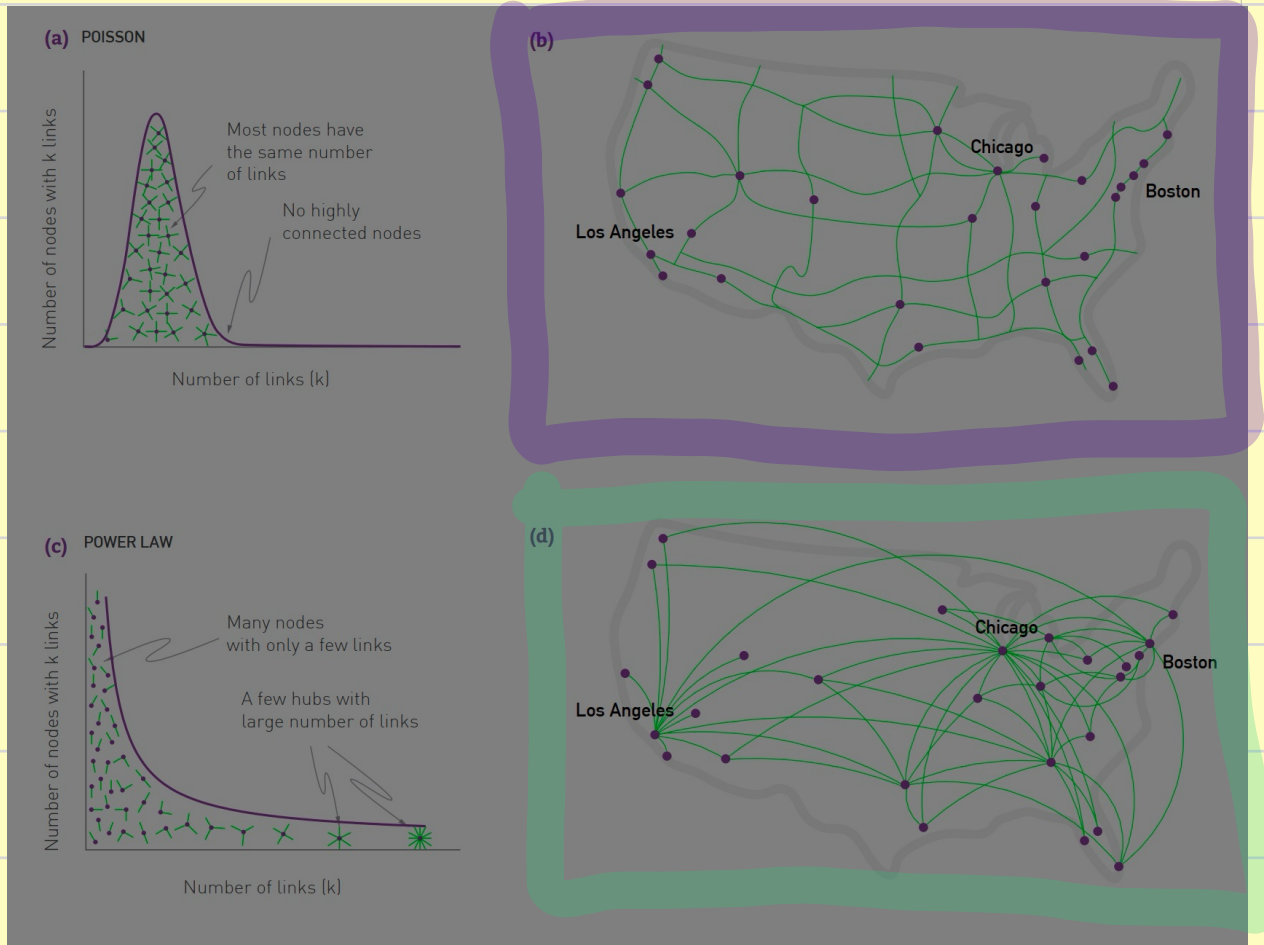 (a) POISSON
Number of nodes with k links
Most nodes have
the same number
of links
No highly
connected nodes
Number of links (k)
(b)
Chicago
Boston
Los Angeles
(c) POWER LAW
Number of nodes with k links
Many nodes
with only a few links
A few hubs with
large number of links
Number of links (k)
(d)
Chicago
Boston
Los Angeles